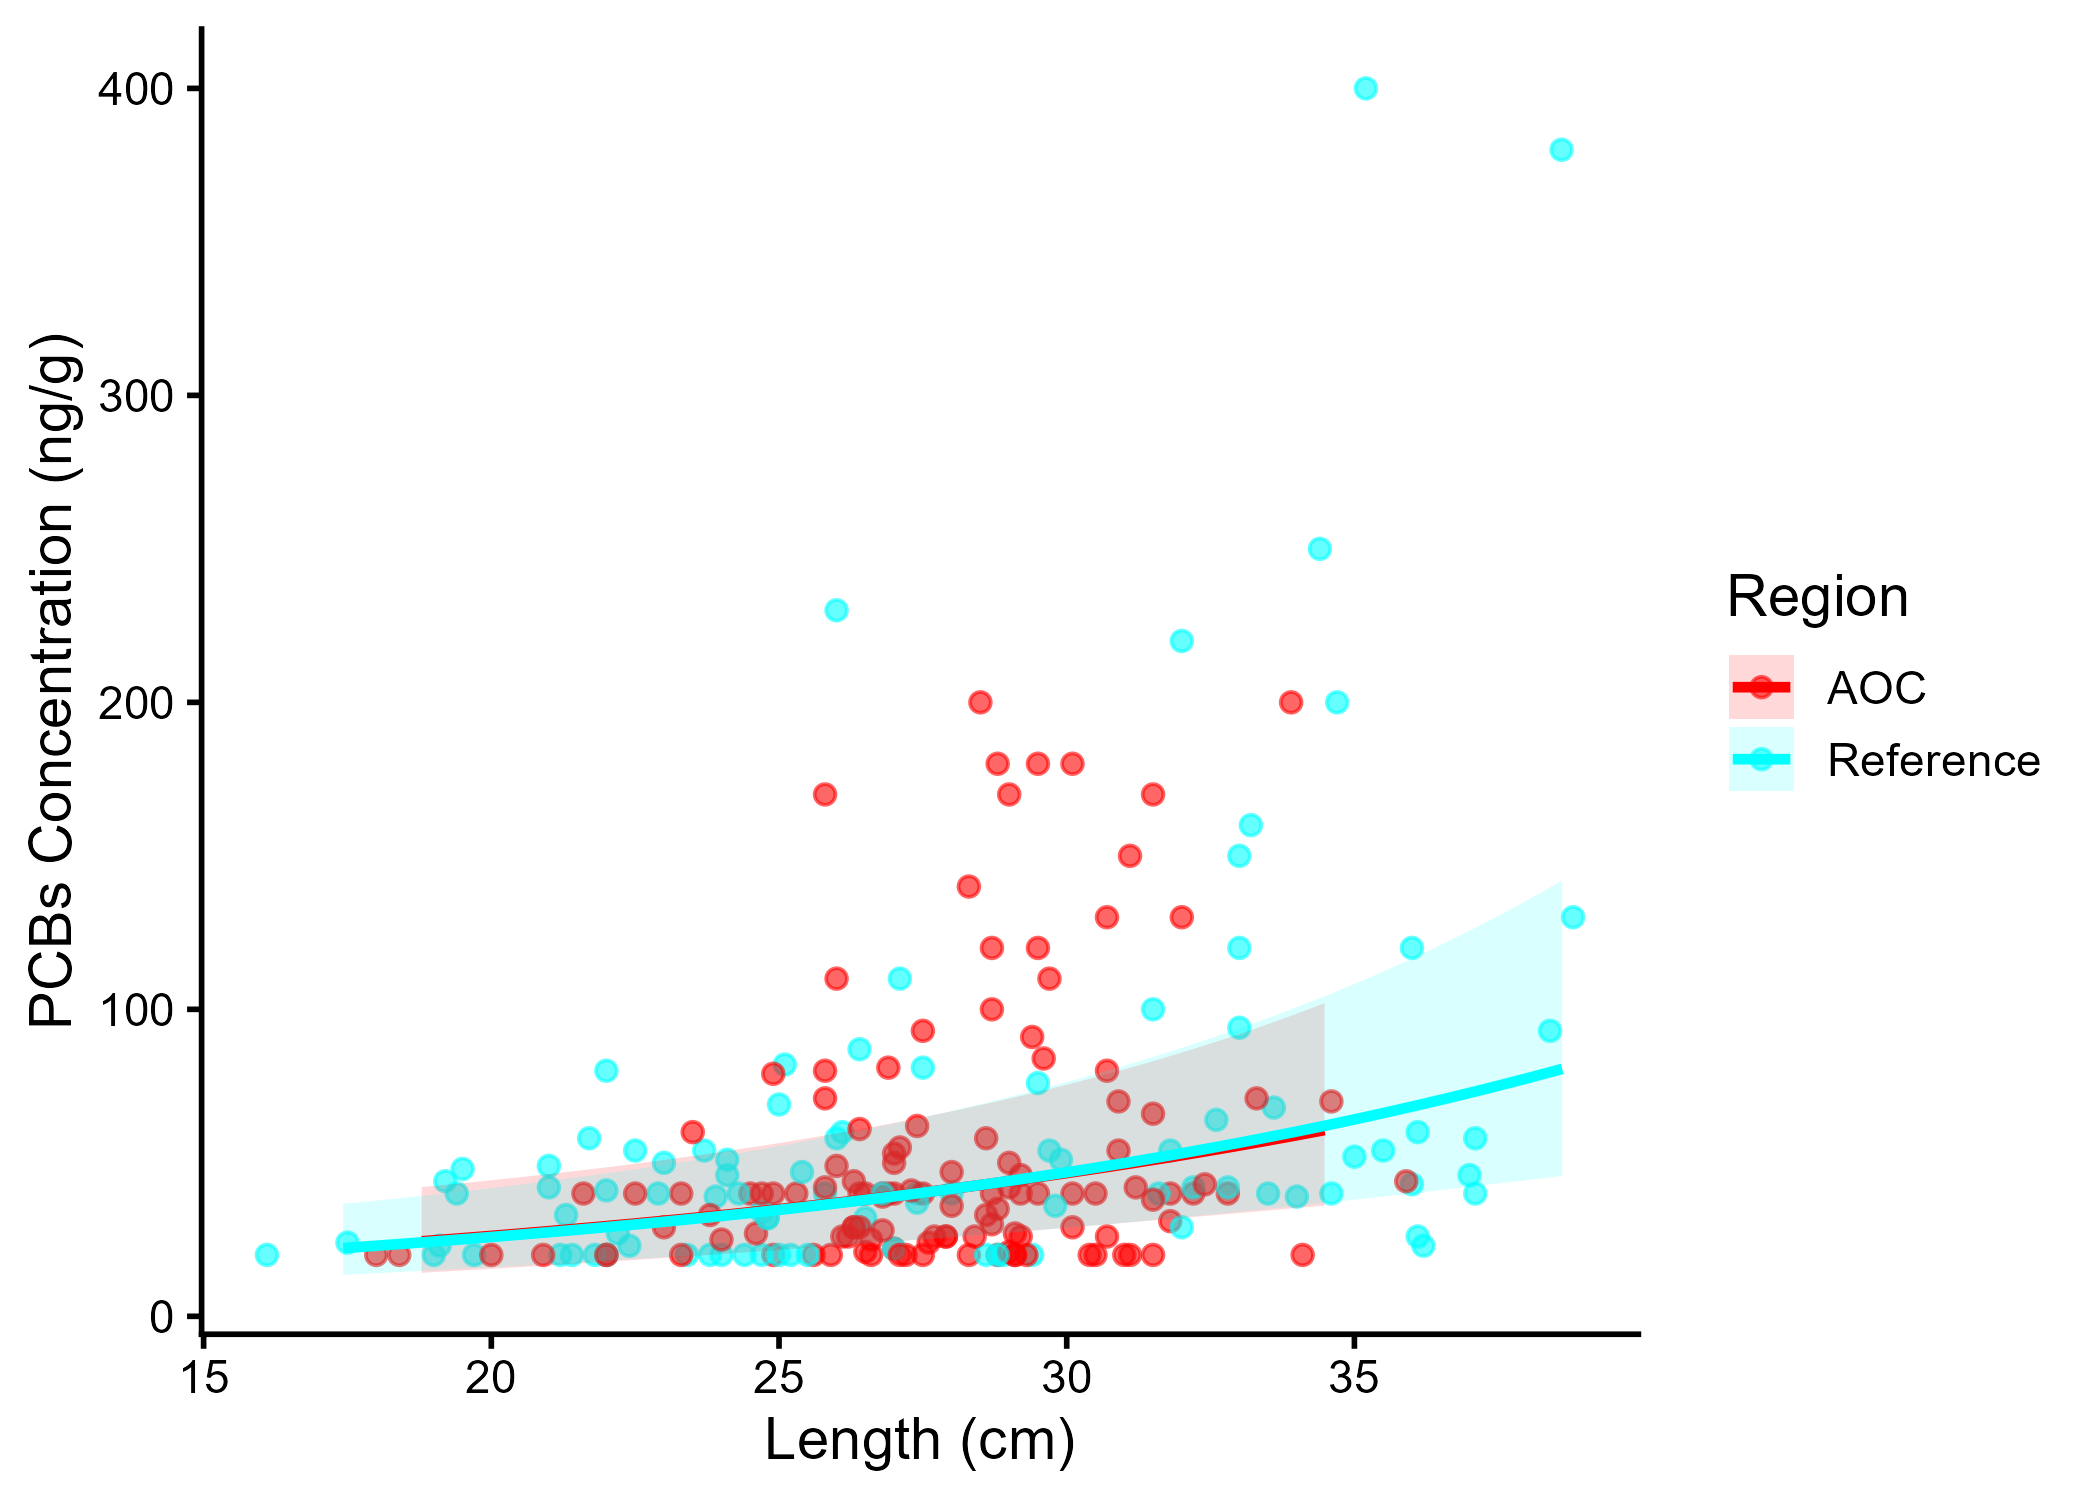 PCBs Concentration (ng/g)
400
300
200
100
0
15
20
25
30
35
Length (cm)
Region
AOC
Reference